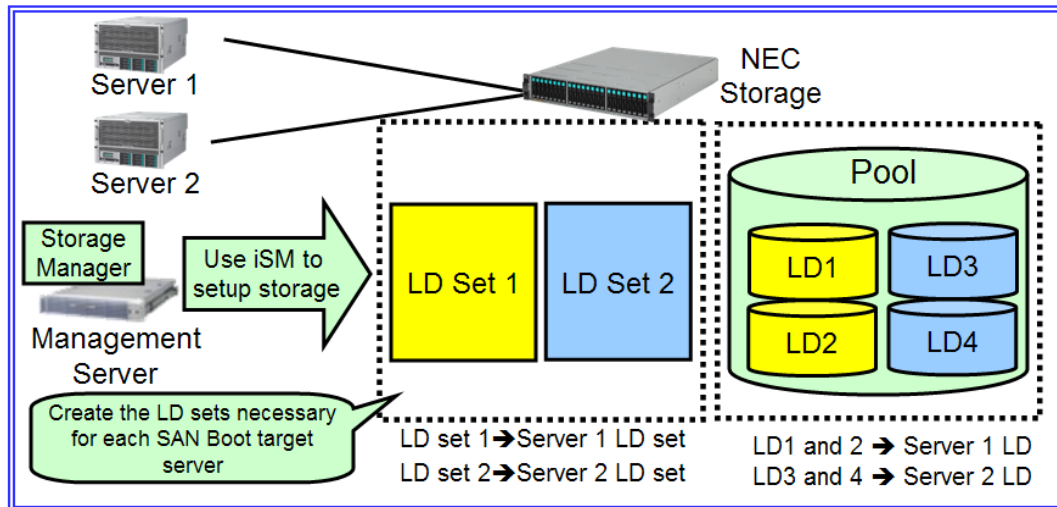 Server 1
NEC
Storage
Server 2
Pool
Storage
Manager
Use iSM to
setup storage
LD Set 1
LD Set 2
LD1
LD3
LD2
LD4
Management
Server
Create the LD sets necessary
for each SAN Boot target
server
LD set 1➔Server 1 LD set
LD set 2➔Server 2 LD set
LD1 and 2 ➔ Server 1 LD
LD3 and 4 ➔ Server 2 LD